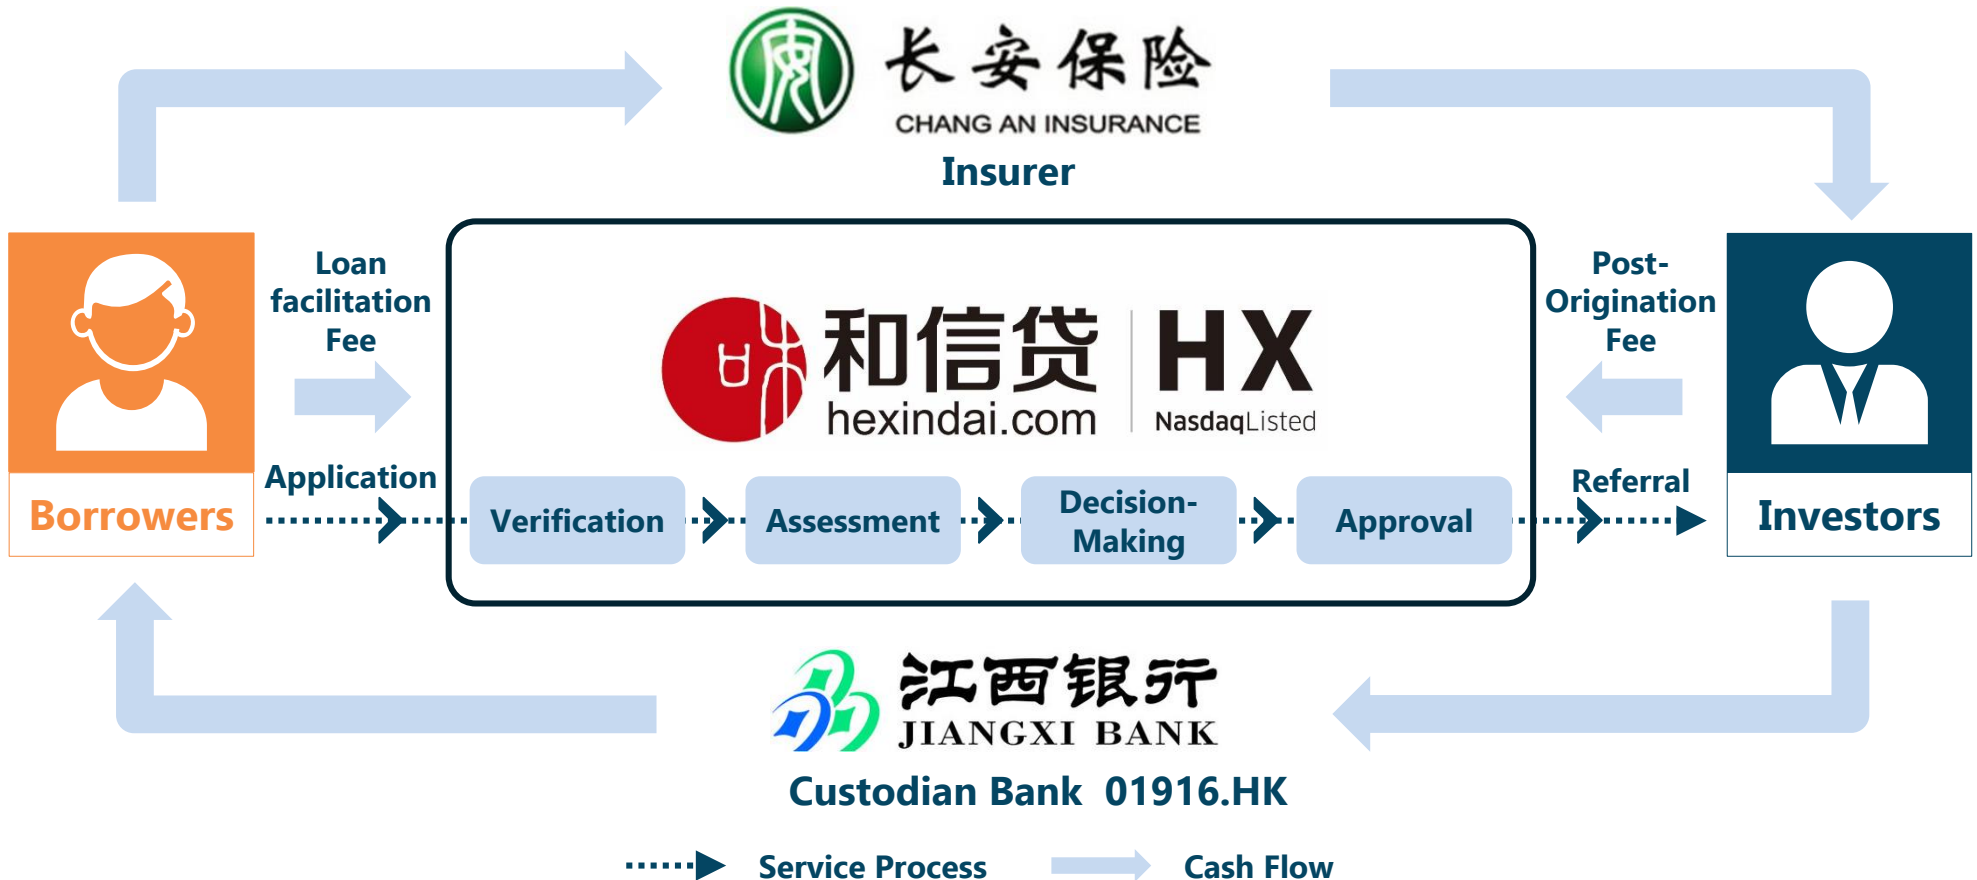 长安保险
CHANG AN INSURANCE
Insurer
Loan
facilitation
Fee
Post-
Origination
Fee
和信贷
hexindai.com
HX
NasdaqListed
Borrowers
Application
Verification
Assessment
Decision-
Making
Approval
Referral
Investors
江西银行
JIANGXI BANK
Custodian Bank 01916.HK
Service Process
Cash Flow